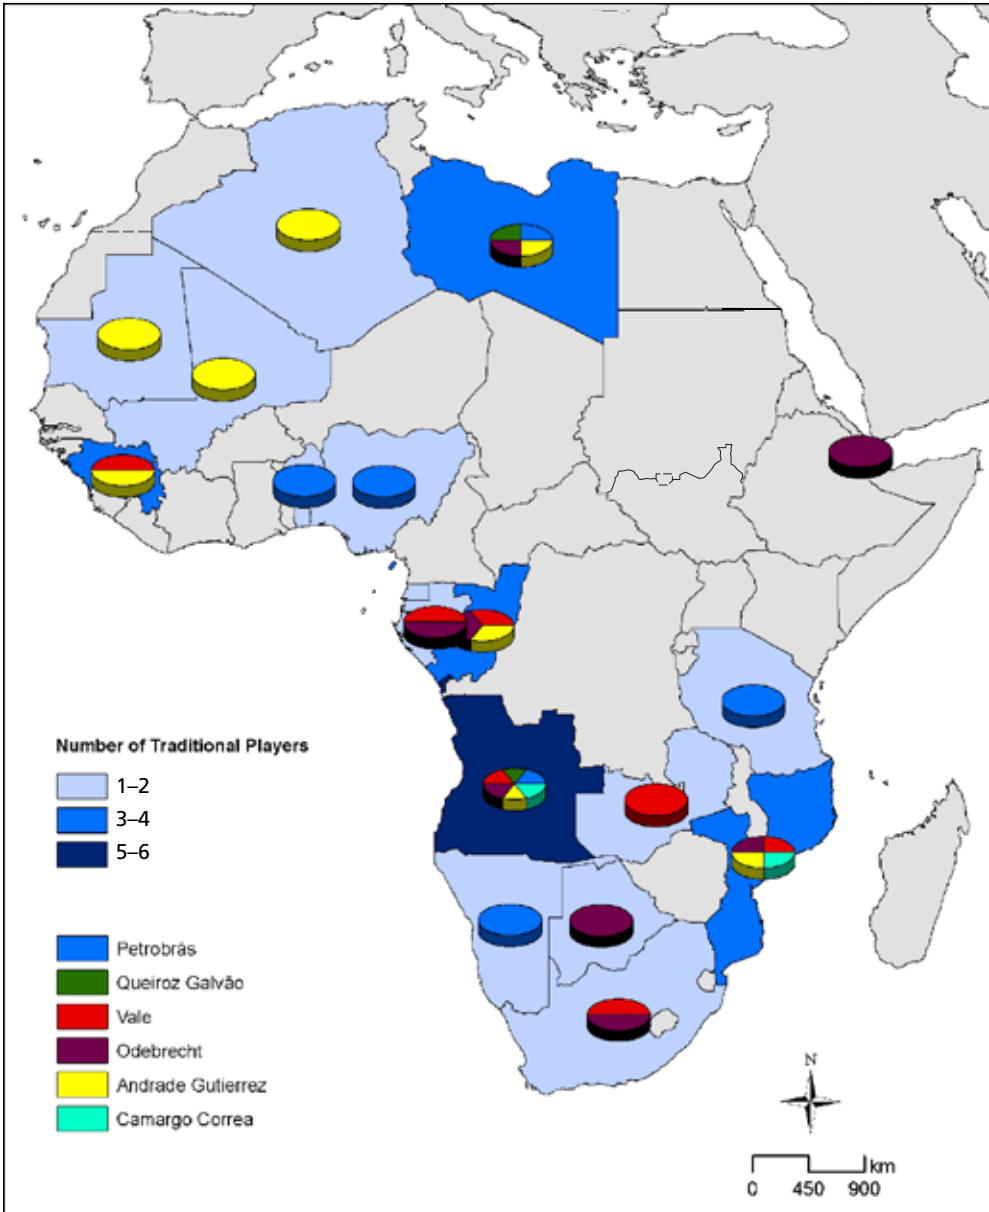 Number of Traditional Players
1–2
3–4
5–6
Petrobrás
Queiroz Galvão
Vale
Odebrecht
Andrade Gutierrez
Camargo Correa
N
km
0 450 900